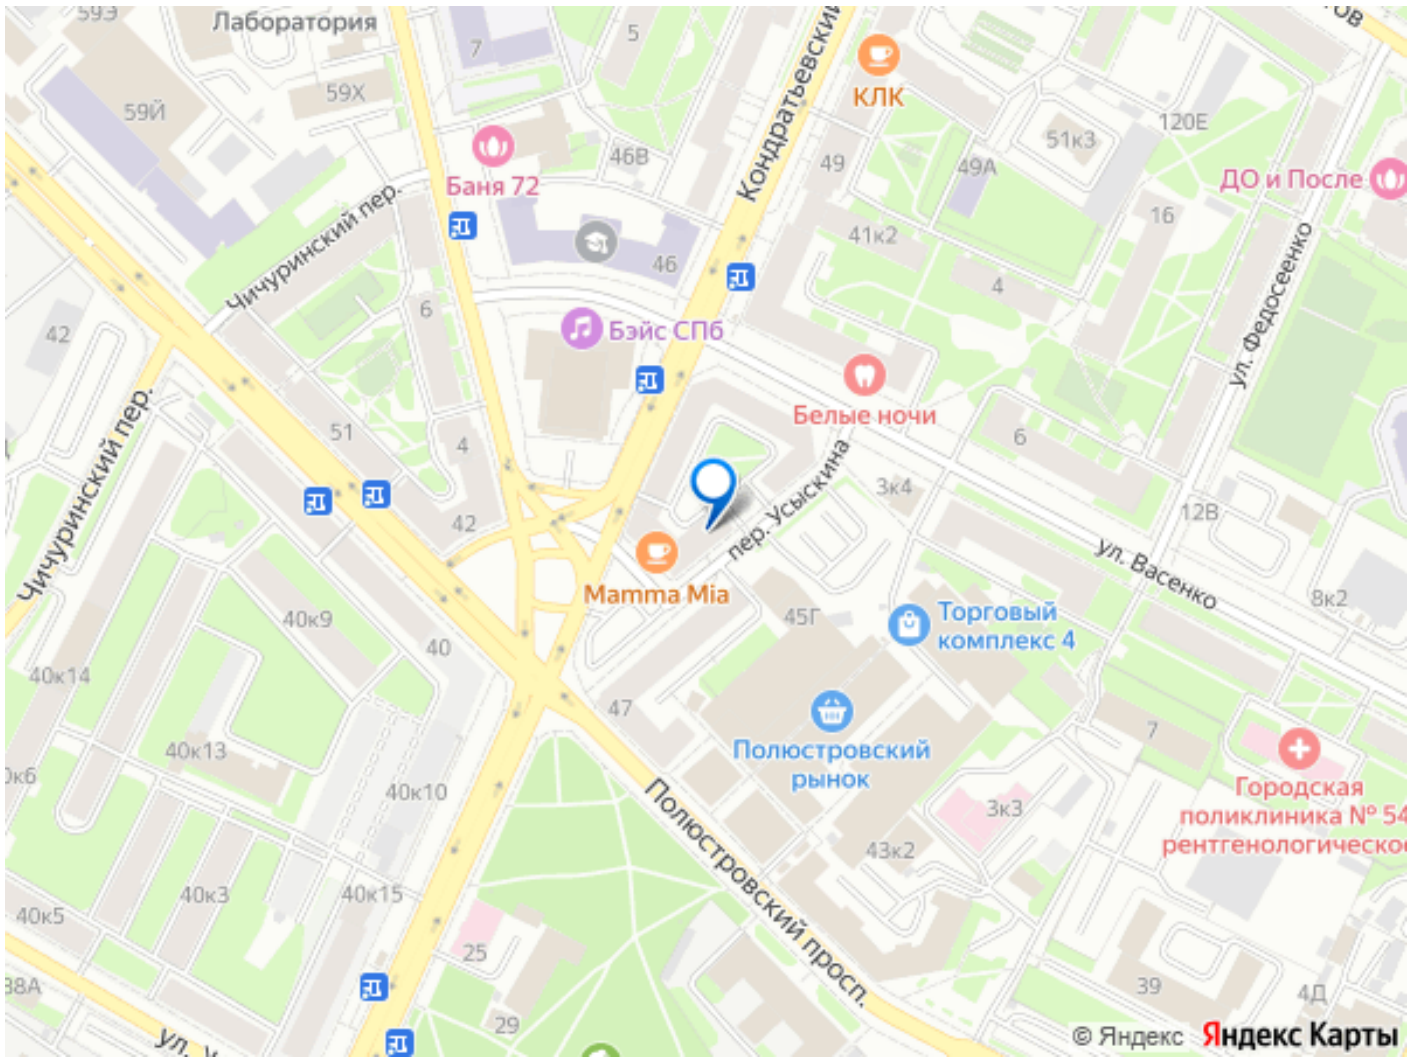 59Э
Лаборатория
7
5
59Й
59Х
Кондратьевский
КЛК
120Е
51к3
49
49А
46В
Баня 72
ДО и После
Чичуринский пер.
16
41к2
46
4
ул. Федосеенко
6
42
Бэйс СПб
Белые ночи
Чичуринский пер.
51
4
6
42
пер. Усыскина
3к4
12В
ул. Васенко
Mamma Mia
8к2
40к9
40
45Г
Торговый
комплекс 4
40к14
47
Полюстровский
рынок
40к13
7
40к10
Городская
поликлиника № 54
рентгенологическое
3к3
43к2
Полюстровский просп.
40к3
40к15
40к5
25
39
4Д
29
ул.
© Яндекс Яндекс Карты